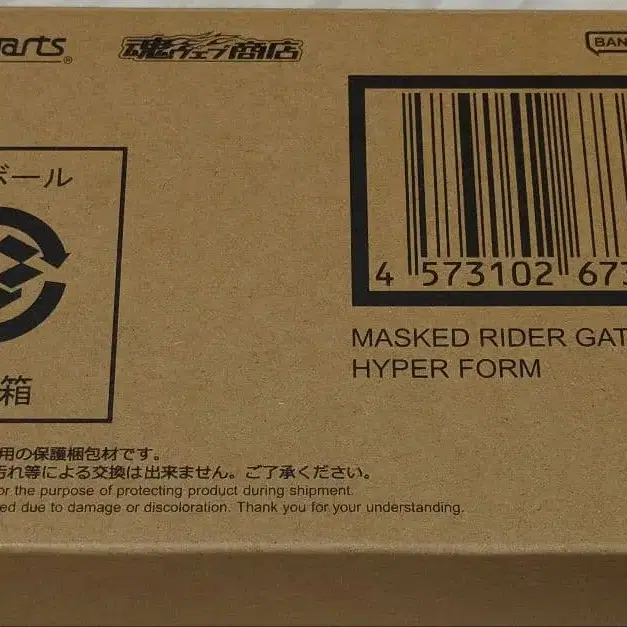 arts®
魂ウェブ商店
BAN
ボール
箱
4 573102 673
MASKED RIDER GAT
HYPER FORM
用の保護梱包材です。
汚れ等による交換は出来ません。ご了承ください。
or the purpose of protecting product during shipment.
ed due to damage or discoloration. Thank you for your understanding.